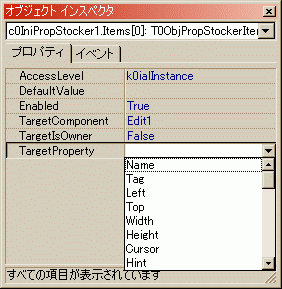 オブジェクト インスペクタ
c0IniPropStocker1.Items[0]: T0ObjPropStockerIter
プロパティ イベント
AccessLevel k0ialInstance
DefaultValue
Enabled True
TargetComponent Edit1
TargetIsOwner False
TargetProperty
Name
Tag
Left
Top
Width
Height
Cursor
Hint
すべての項目が表示されています